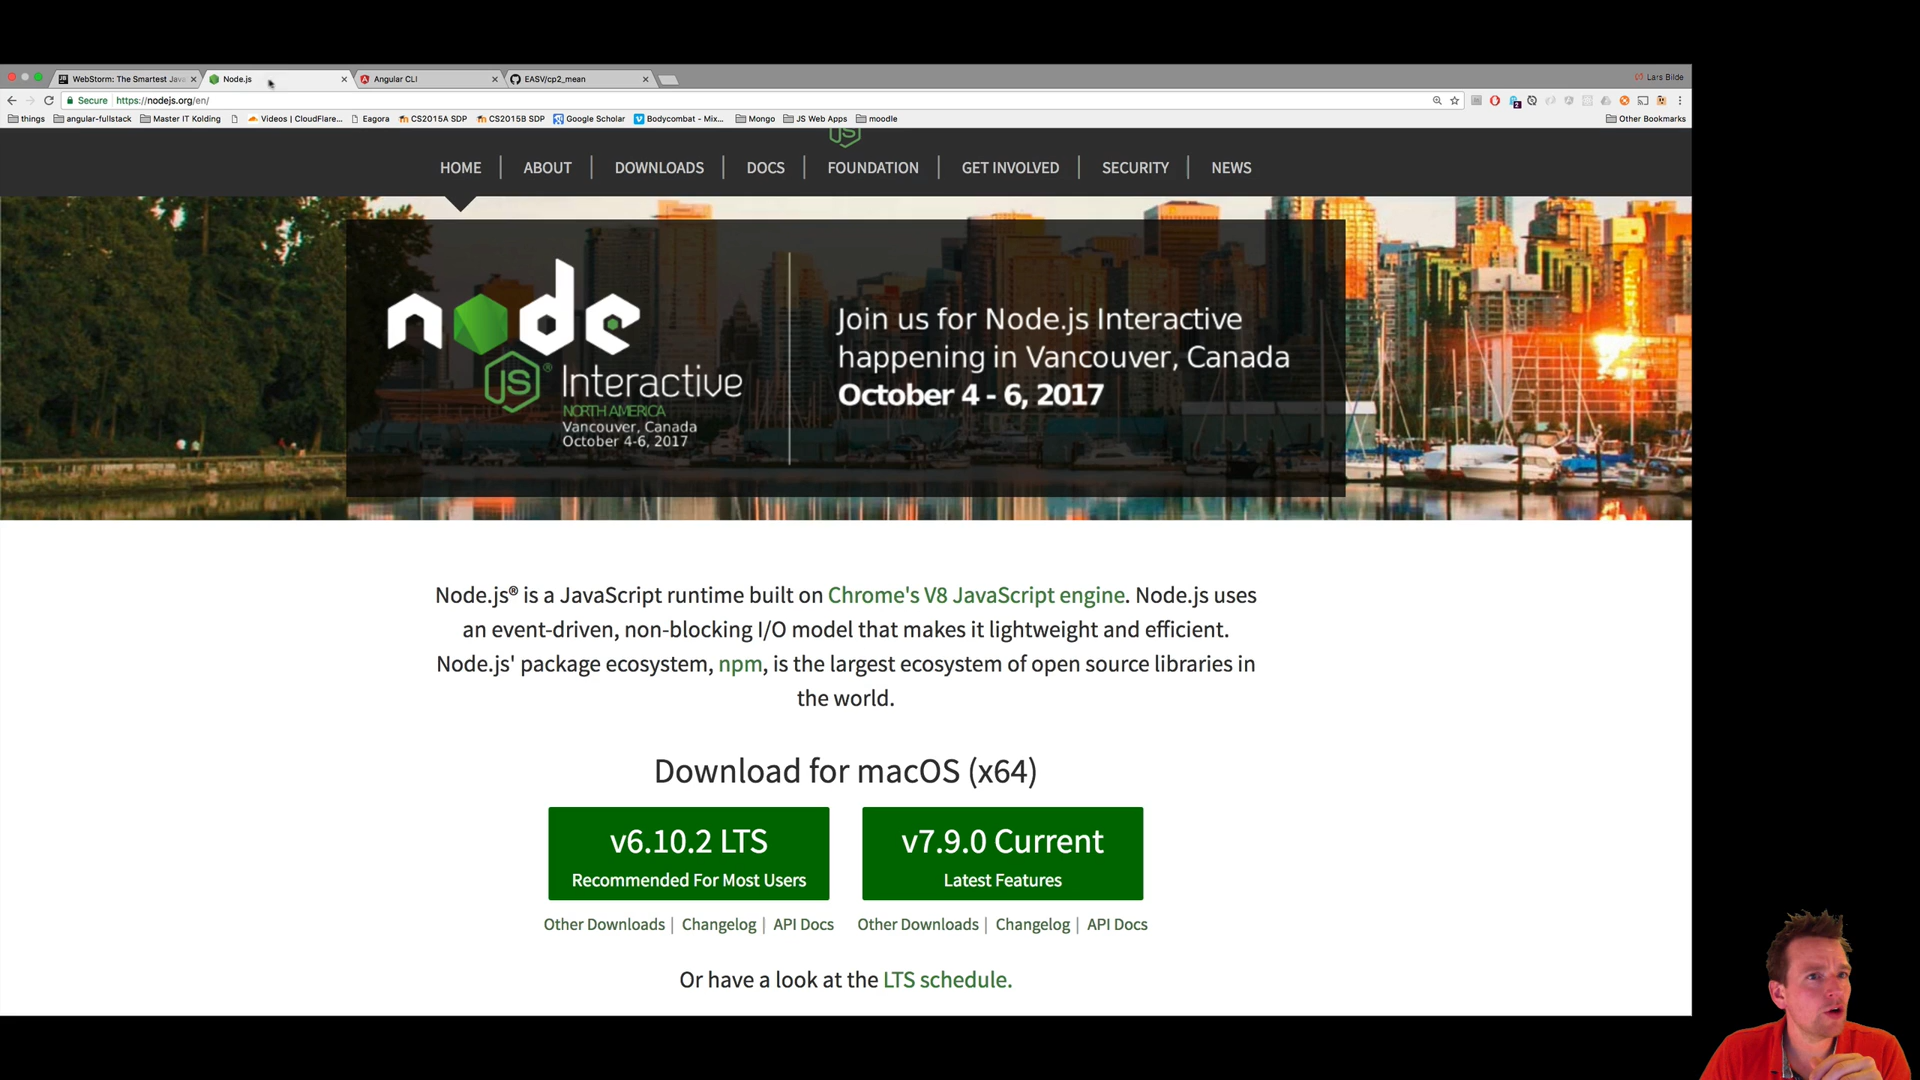 WebStorm: The Smartest Java
Node.js
Angular CLI
EASV/cp2_mean
Lars Bilde
Secure
https://nodejs.org/en/
2
things
angular-fullstack
Master IT Kolding
Videos | CloudFlare...
Eagora
CS2015A SDP
CS2015B SDP
Google Scholar
Bodycombat - Mix...
Mongo
JS Web Apps
moodle
Other Bookmarks
JS
HOME | ABOUT | DOWNLOADS | DOCS | FOUNDATION | GET INVOLVED | SECURITY | NEWS
node
JS® Interactive
NORTH AMERICA
Vancouver, Canada
October 4-6, 2017
Join us for Node.js Interactive
happening in Vancouver, Canada
October 4 - 6, 2017
Node.js® is a JavaScript runtime built on Chrome's V8 JavaScript engine. Node.js uses
an event-driven, non-blocking I/O model that makes it lightweight and efficient.
Node.js' package ecosystem, npm, is the largest ecosystem of open source libraries in
the world.
Download for macOS (x64)
v6.10.2 LTS
Recommended For Most Users
v7.9.0 Current
Latest Features
Other Downloads | Changelog | API Docs
Other Downloads | Changelog | API Docs
Or have a look at the LTS schedule.